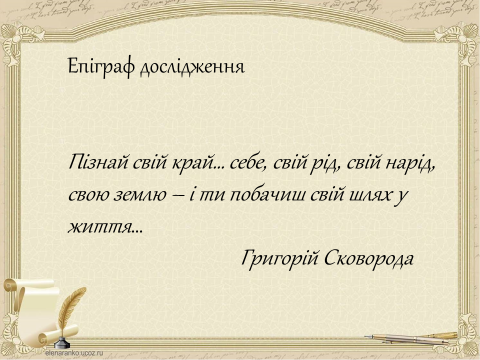 Епіграф дослідження
Пізнай свій край... себе, свій рід, свій нарід,
свою землю – і ти побачиш свій шлях у
життя...
Григорій Сковорода
elenaranko.ucoz.ru